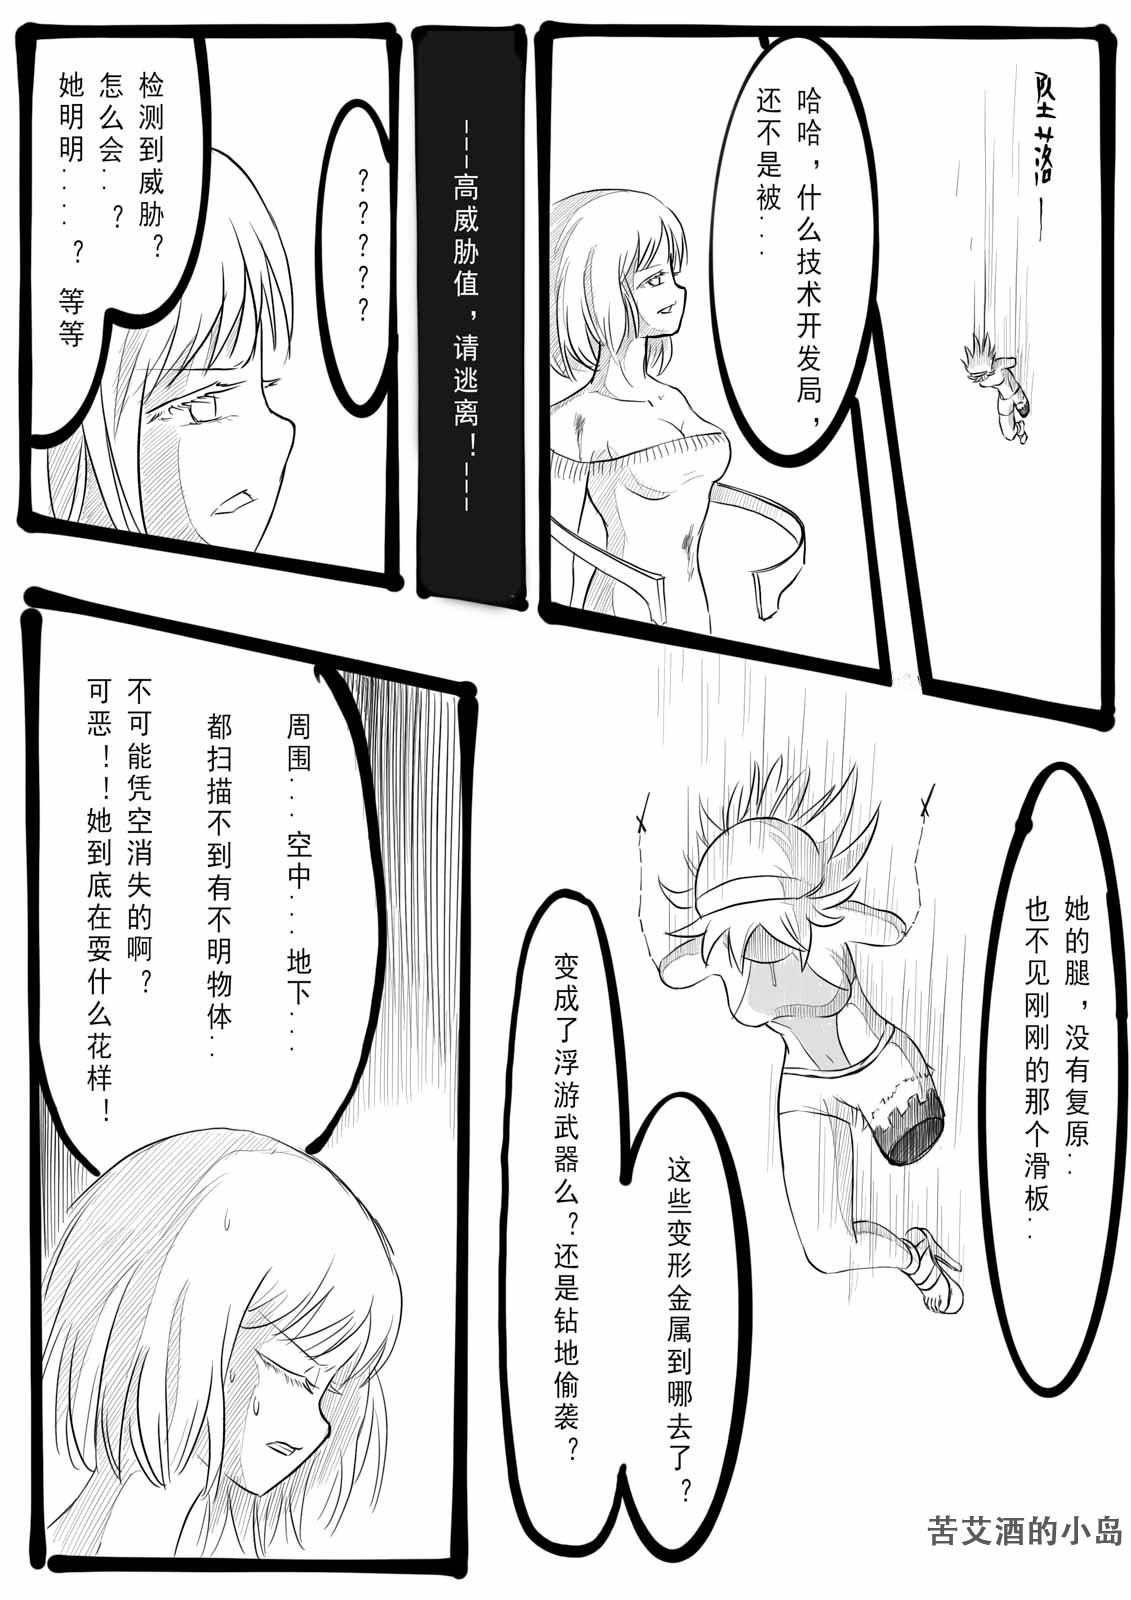 坠落—
哈哈，什么技术开发局，
还不是被…
---高威胁值，请逃离！----
？？？？？
检测到威胁？
怎么会…？
她明明……？等等
她的腿，没有复原…
也不见刚刚的那个滑板…
这些变形金属到哪去了？
变成了浮游武器么？还是钻地偷袭？
周围…空中…地下…
都扫描不到有不明物体…
不可能凭空消失的啊？
可恶！！她到底在耍什么花样！
苦艾酒的小岛